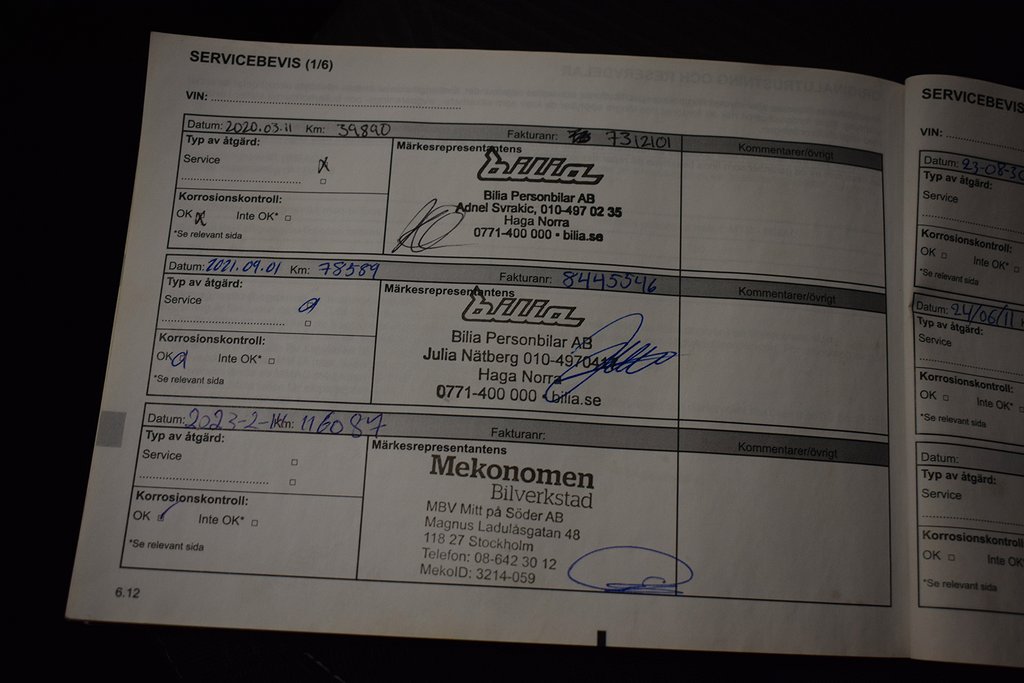 SERVICEBEVIS (1/6)
VIN:
Datum: 2020.03.11 Km: 39890 Fakturanr: 7312101 Kommentarer/övrigt
Typ av åtgärd:
Service x
Korrosionskontroll:
OK x Inte OK*
*Se relevant sida
Märkesrepresentantens
bilia
Bilia Personbilar AB
Adnel Svrakic, 010-497 02 35
Haga Norra
0771-400 000 • bilia.se
Datum: 2021.09.01 Km: 78589 Fakturanr: 8445546 Kommentarer/övrigt
Typ av åtgärd:
Service
Korrosionskontroll:
OK Inte OK*
*Se relevant sida
Märkesrepresentantens
bilia
Bilia Personbilar AB
Julia Nätberg 010-49704
Haga Norra
0771-400 000 • bilia.se
Datum: 2023-2- Km: 116087 Fakturanr: Kommentarer/övrigt
Typ av åtgärd:
Service
Korrosionskontroll:
OK Inte OK*
*Se relevant sida
Märkesrepresentantens
Mekonomen
Bilverkstad
MBV Mitt på Söder AB
Magnus Ladulåsgatan 48
118 27 Stockholm
Telefon: 08-642 30 12
MekoID: 3214-059
6.12
SERVICEBEVIS
VIN:
Datum: 23-08-30
Typ av åtgärd:
Service
Korrosionskontroll:
OK Inte OK*
*Se relevant sida
Datum: 24/06/11
Typ av åtgärd:
Service
Korrosionskontroll:
OK Inte OK*
*Se relevant sida
Datum:
Typ av åtgärd:
Service
Korrosionskontroll:
OK Inte OK*
*Se relevant sida